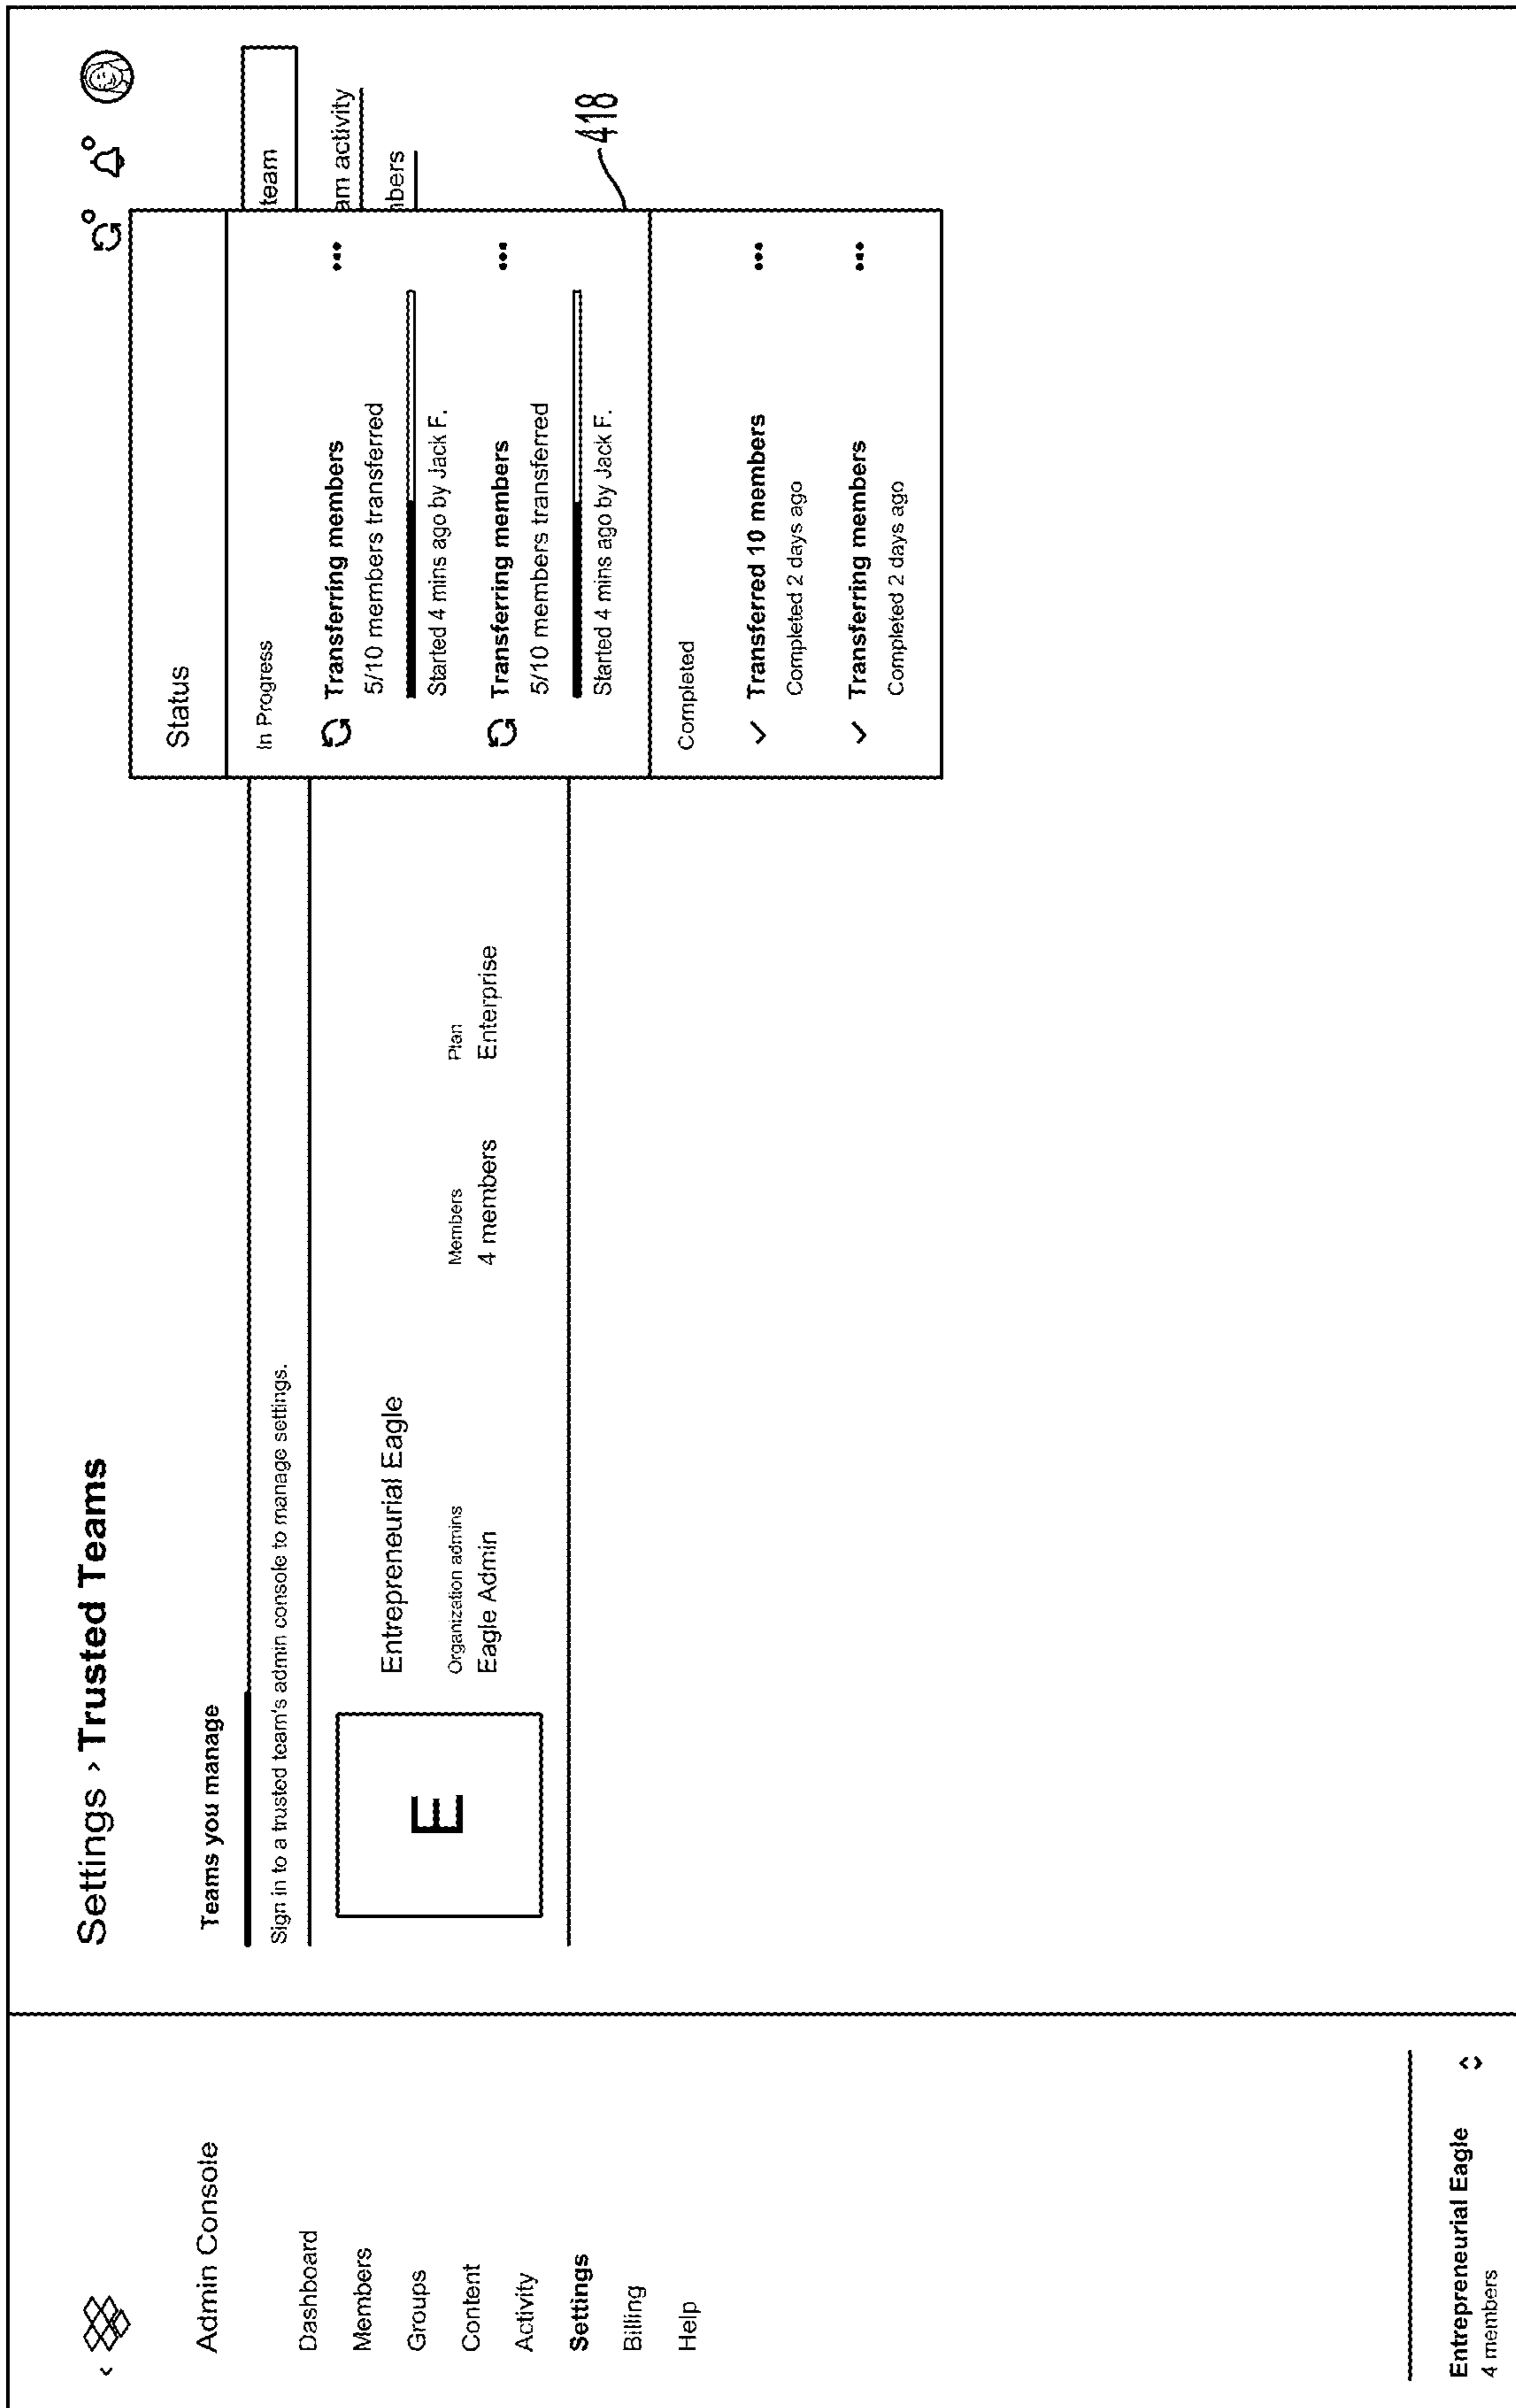 Admin Console
Dashboard
Members
Groups
Content
Activity
Settings
Billing
Help
Entrepreneurial Eagle
4 members
Settings › Trusted Teams
Teams you manage
Sign in to a trusted team's admin console to manage settings.
E
Entrepreneurial Eagle
Organization admins
Eagle Admin
Members
4 members
Plan
Enterprise
team
am activity
nbers
Status
In Progress
Transferring members
5/10 members transferred
Started 4 mins ago by Jack F.
Transferring members
5/10 members transferred
Started 4 mins ago by Jack F.
Completed
Transferred 10 members
Completed 2 days ago
Transferring members
Completed 2 days ago
418